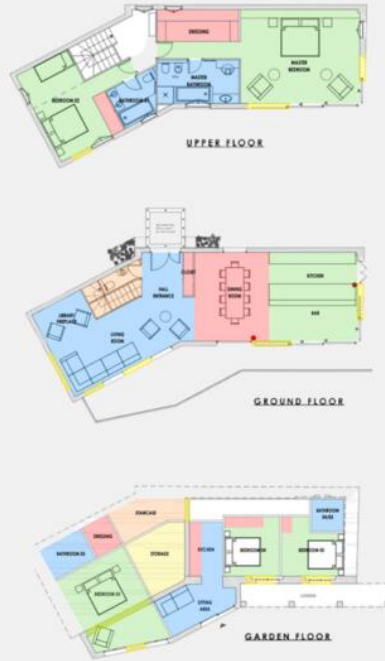 DRESSING
MASTER
BEDROOM
BEDROOM 02
BATHROOM
MASTER
BATHROOM
UPPER FLOOR
CLOSET
KITCHEN
HALL
ENTRANCE
DINING
ROOM
LIBRARY
FIREPLACE
BAR
LIVING
ROOM
GROUND FLOOR
BATHROOM
STAIRCASE
DRESSING
BATHROOM 03
STORAGE
KITCHEN
BEDROOM
BEDROOM
BEDROOM 03
SITTING
AREA
GARDEN FLOOR